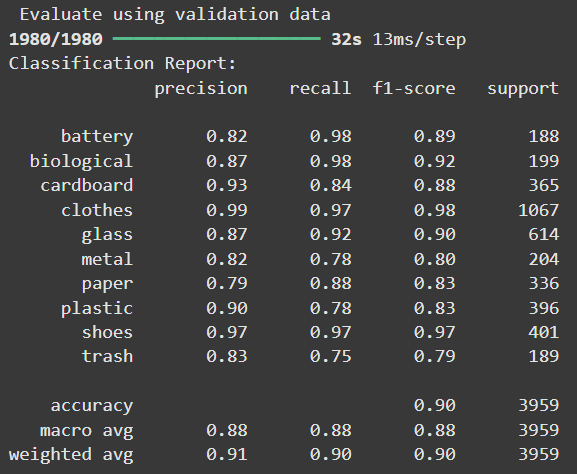 Evaluate using validation data
1980/1980 ━━━━━━━━━━━━━━━━━━━━ 32s 13ms/step
Classification Report:
              precision    recall  f1-score   support

     battery       0.82      0.98      0.89       188
  biological       0.87      0.98      0.92       199
   cardboard       0.93      0.84      0.88       365
     clothes       0.99      0.97      0.98      1067
       glass       0.87      0.92      0.90       614
       metal       0.82      0.78      0.80       204
       paper       0.79      0.88      0.83       336
     plastic       0.90      0.78      0.83       396
       shoes       0.97      0.97      0.97       401
       trash       0.83      0.75      0.79       189

    accuracy                           0.90      3959
   macro avg       0.88      0.88      0.88      3959
weighted avg       0.91      0.90      0.90      3959